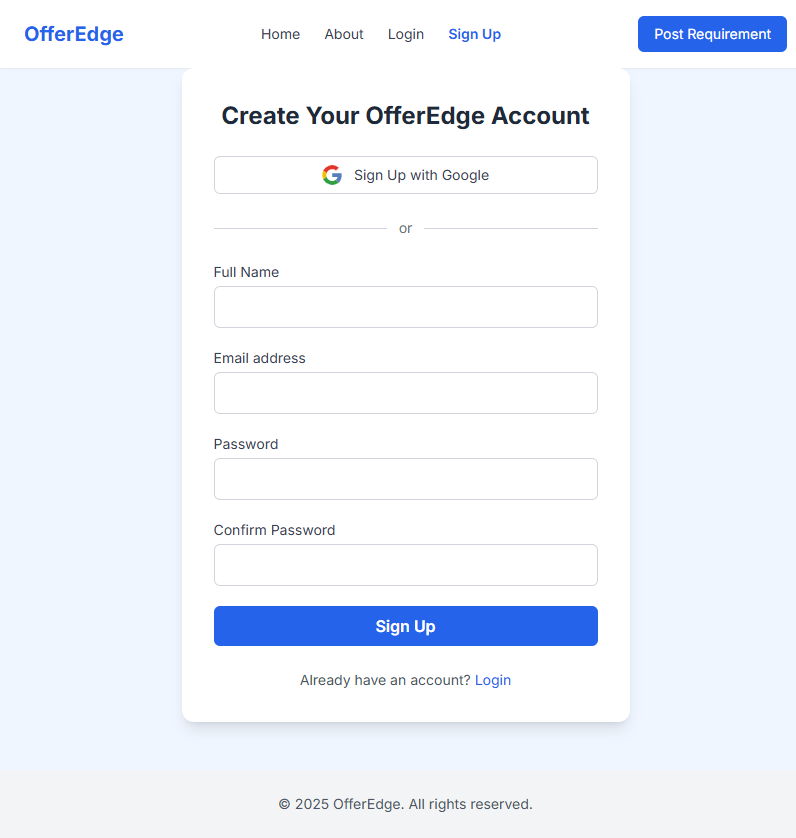 OfferEdge Home About Login Sign Up Post Requirement
Create Your OfferEdge Account
Sign Up with Google
or
Full Name
Email address
Password
Confirm Password
Sign Up
Already have an account? Login
© 2025 OfferEdge. All rights reserved.